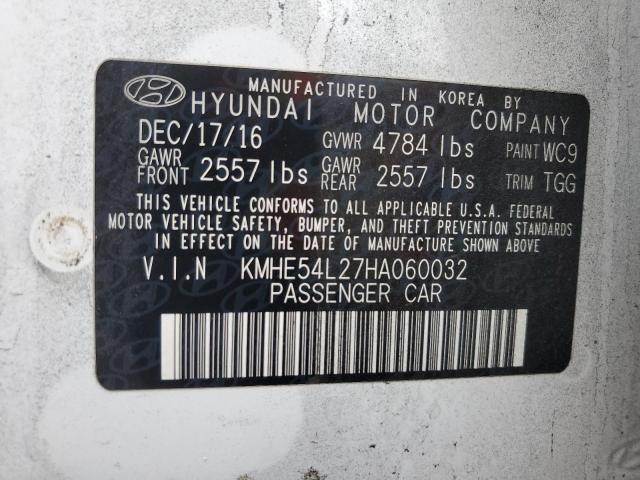 MANUFACTURED IN KOREA BY
HYUNDAI MOTOR COMPANY
DEC/17/16 GVWR 4784 lbs PAINT WC9
GAWR FRONT 2557 lbs GAWR REAR 2557 lbs TRIM TGG
THIS VEHICLE CONFORMS TO ALL APPLICABLE U.S.A. FEDERAL
MOTOR VEHICLE SAFETY, BUMPER, AND THEFT PREVENTION STANDARDS
IN EFFECT ON THE DATE OF MANUFACTURE SHOWN ABOVE.
V.I.N KMHE54L27HA060032
PASSENGER CAR